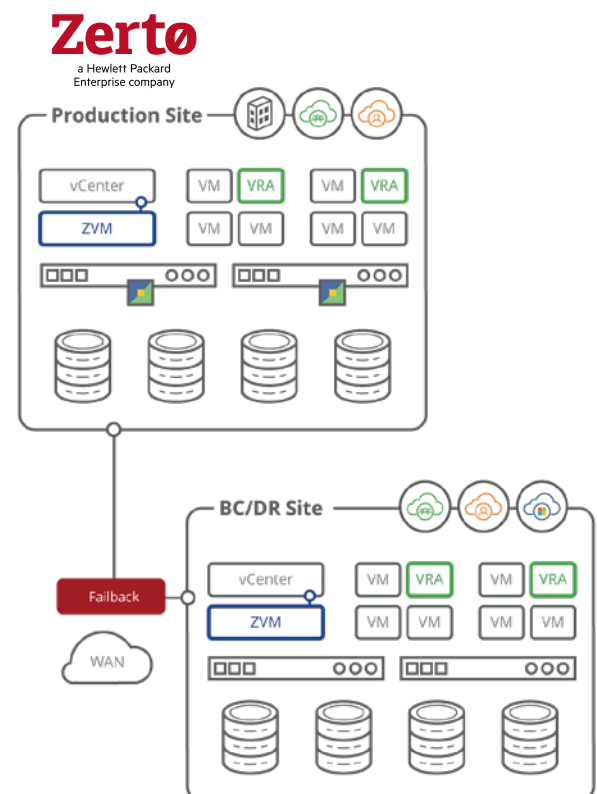 Zertø
a Hewlett Packard
Enterprise company
Production Site
vCenter
VM
VRA
VM
VRA
ZVM
VM
VM
VM
VM
BC/DR Site
vCenter
VM
VRA
VM
VRA
Failback
ZVM
VM
VM
VM
VM
WAN